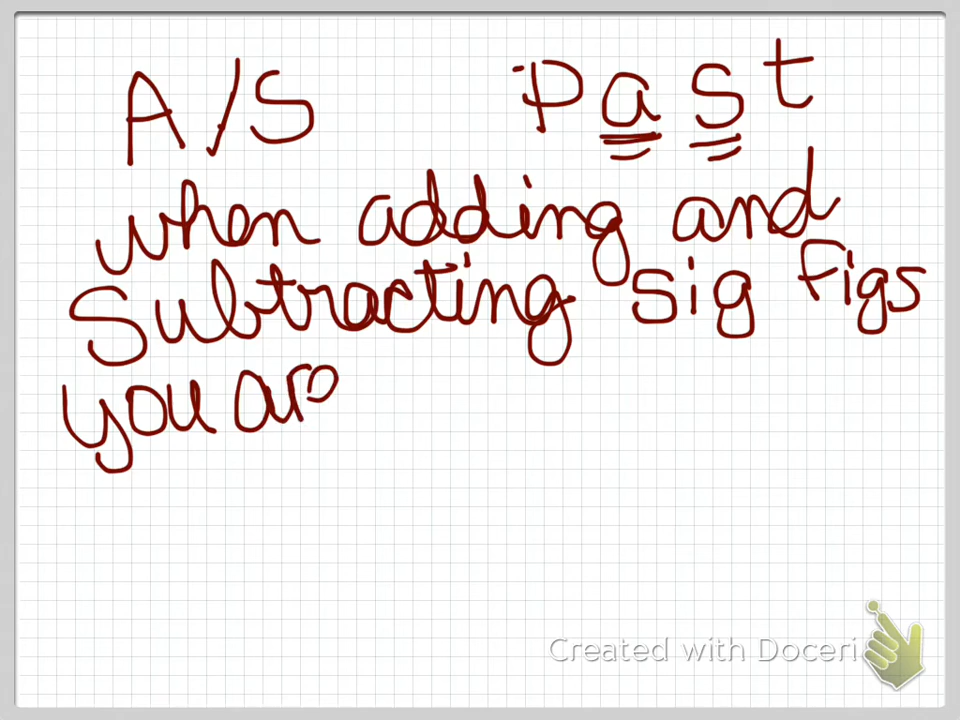 A/S Past
when adding and
Subtracting sig figs
you are
Created with Doceri